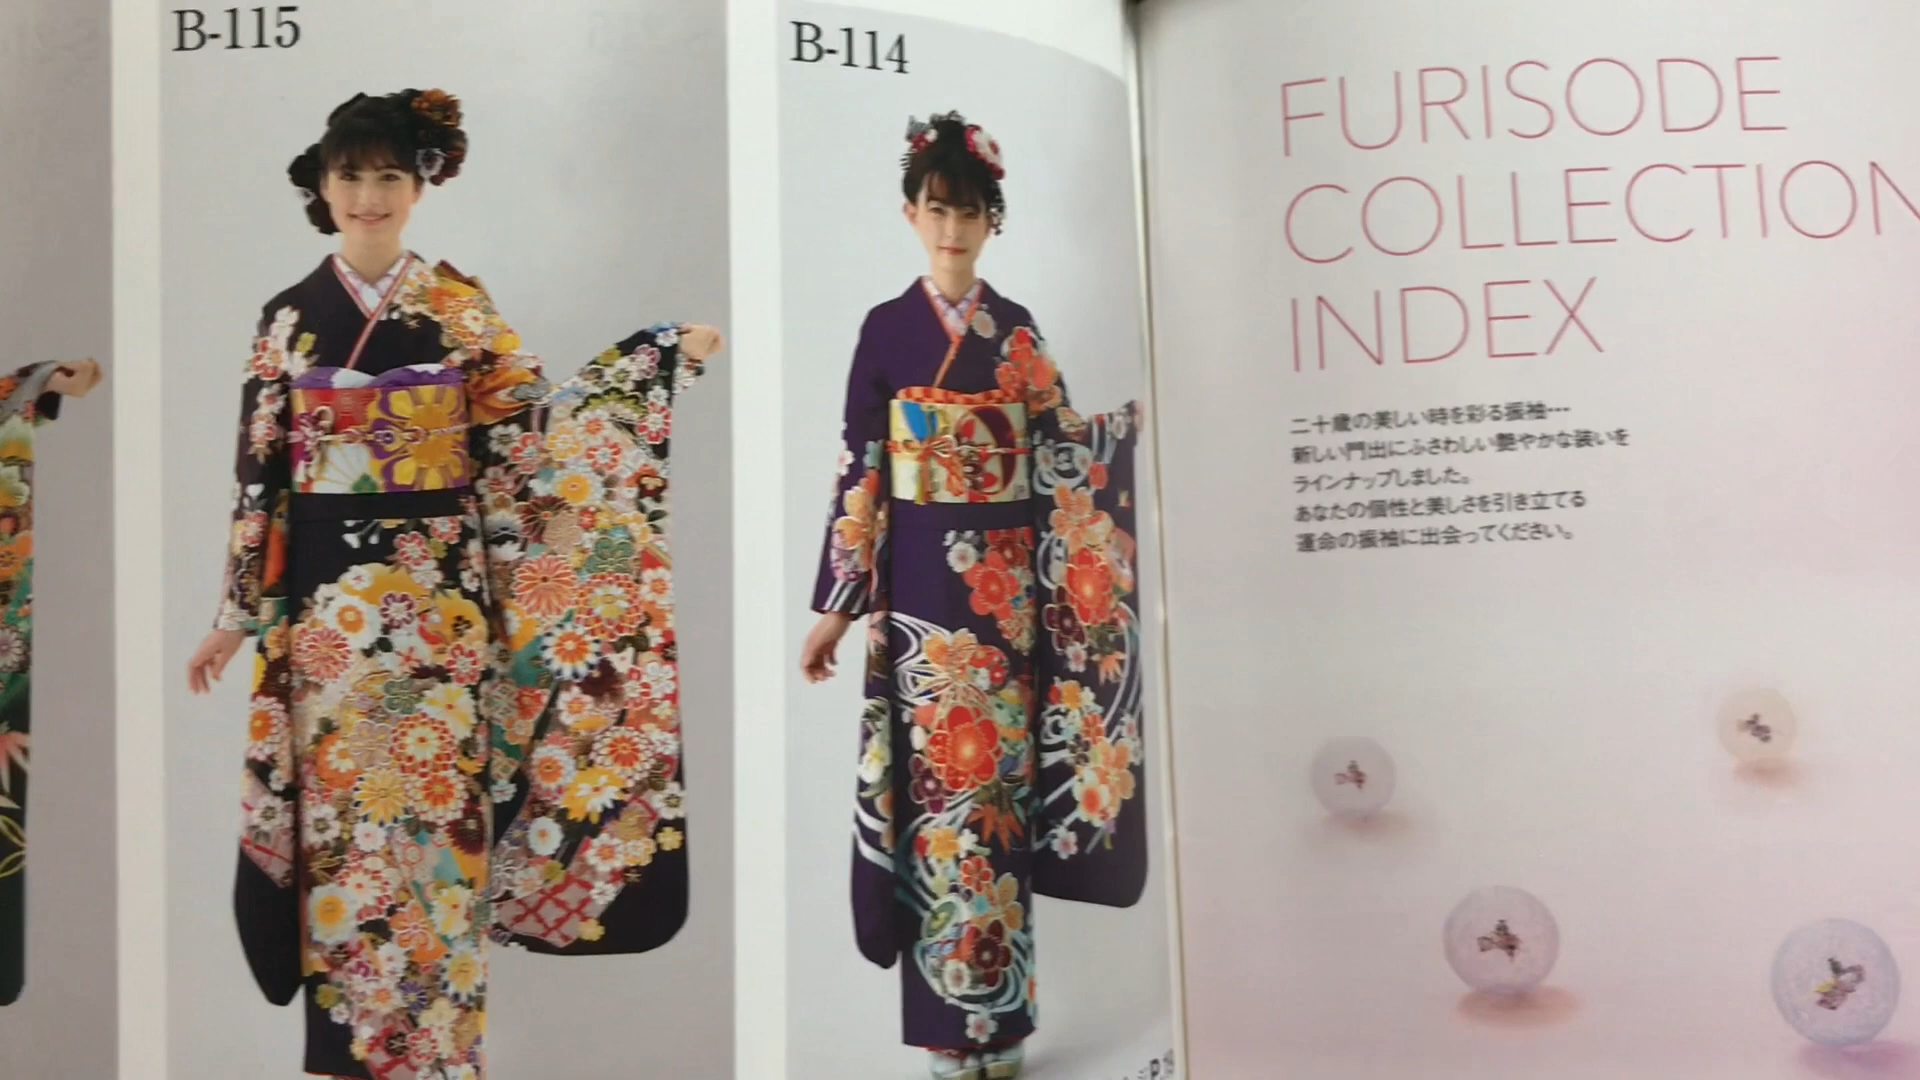 B-115
B-114
FURISODE
COLLECTION
INDEX
二十歳の美しい時を彩る振袖…
新しい門出にふさわしい艶やかな装いを
ラインナップしました。
あなたの個性と美しさを引き立てる
運命の振袖に出会ってください。